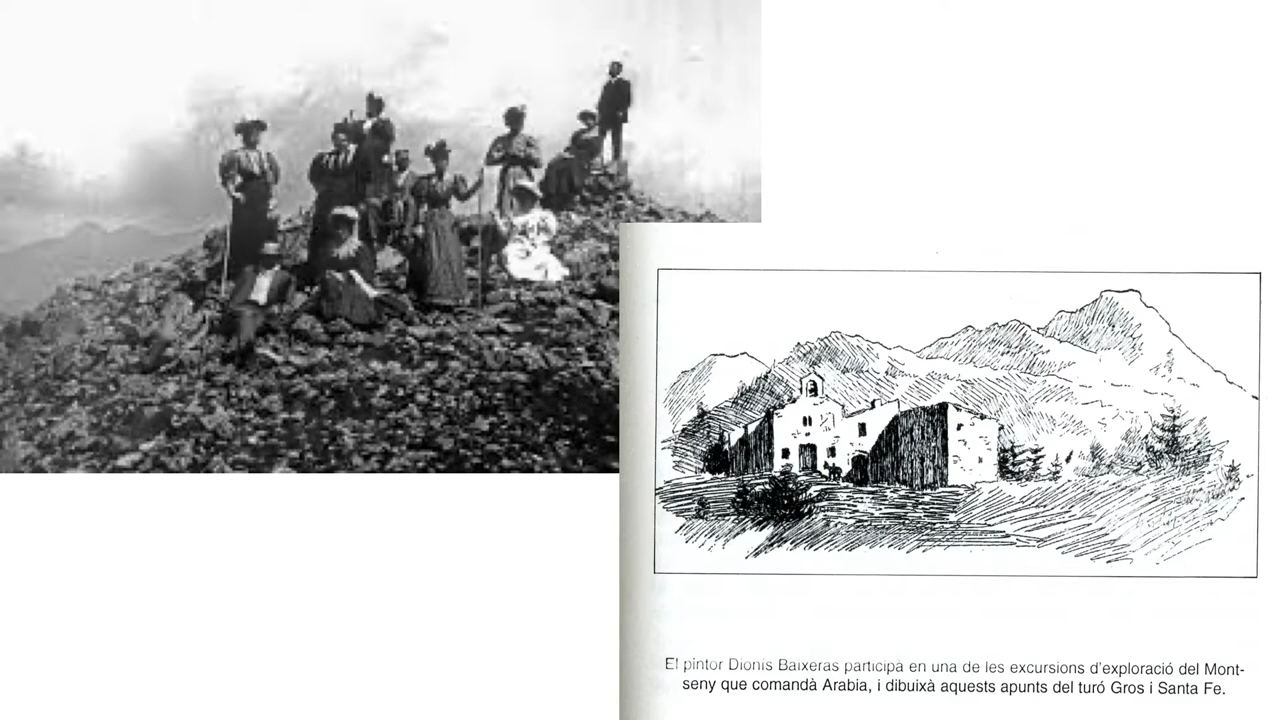 El pintor Dionís Baixeras participà en una de les excursions d'exploració del Mont-
seny que comandà Arabia, i dibuixà aquests apunts del turó Gros i Santa Fe.